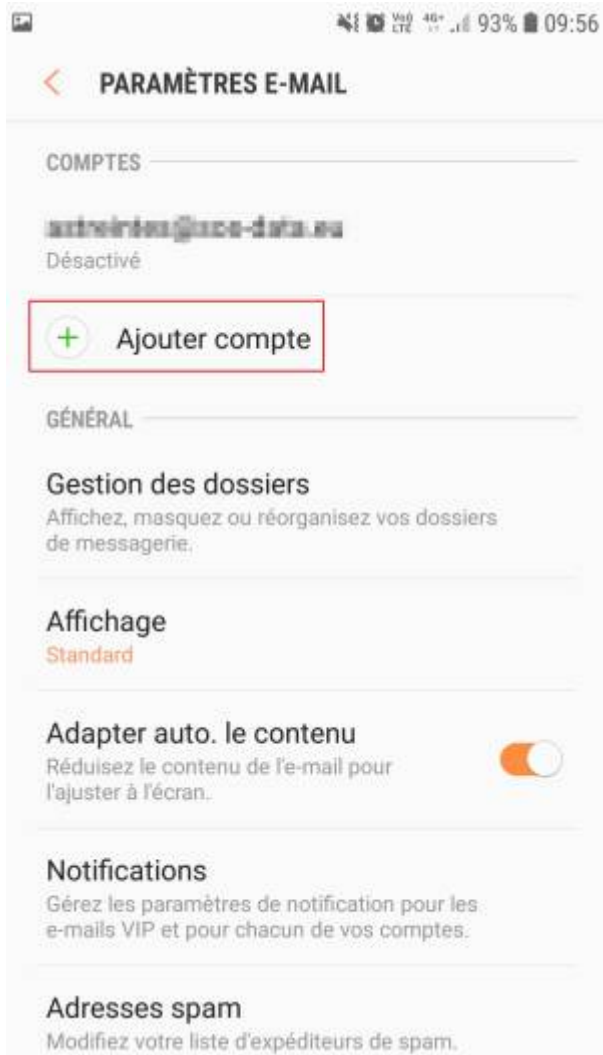 93% 09:56
PARAMÈTRES E-MAIL
COMPTES
Désactivé
Ajouter compte
GÉNÉRAL
Gestion des dossiers
Affichez, masquez ou réorganisez vos dossiers
de messagerie.
Affichage
Standard
Adapter auto. le contenu
Réduisez le contenu de l'e-mail pour
l'ajuster à l'écran.
Notifications
Gérez les paramètres de notification pour les
e-mails VIP et pour chacun de vos comptes.
Adresses spam
Modifiez votre liste d'expéditeurs de spam.